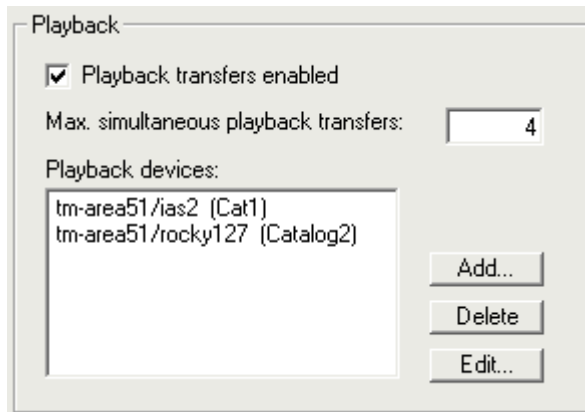 Playback
Playback transfers enabled
Max. simultaneous playback transfers: 4
Playback devices:
tm-area51/ias2 (Cat1)
tm-area51/rocky127 (Catalog2)
Add...
Delete
Edit...